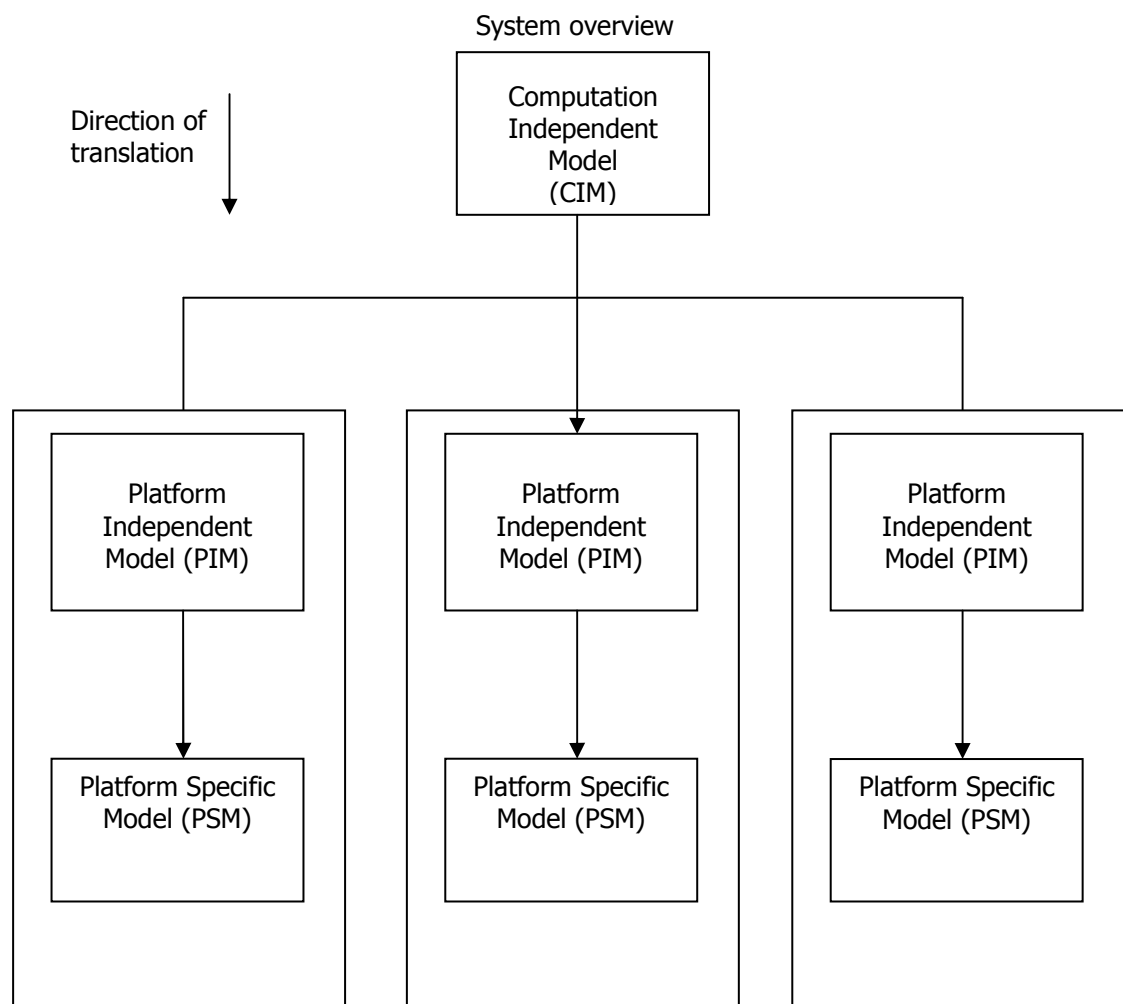 System overview
Computation
Independent
Model
(CIM)
Direction of
translation
Platform
Independent
Model (PIM)
Platform
Independent
Model (PIM)
Platform
Independent
Model (PIM)
Platform Specific
Model (PSM)
Platform Specific
Model (PSM)
Platform Specific
Model (PSM)